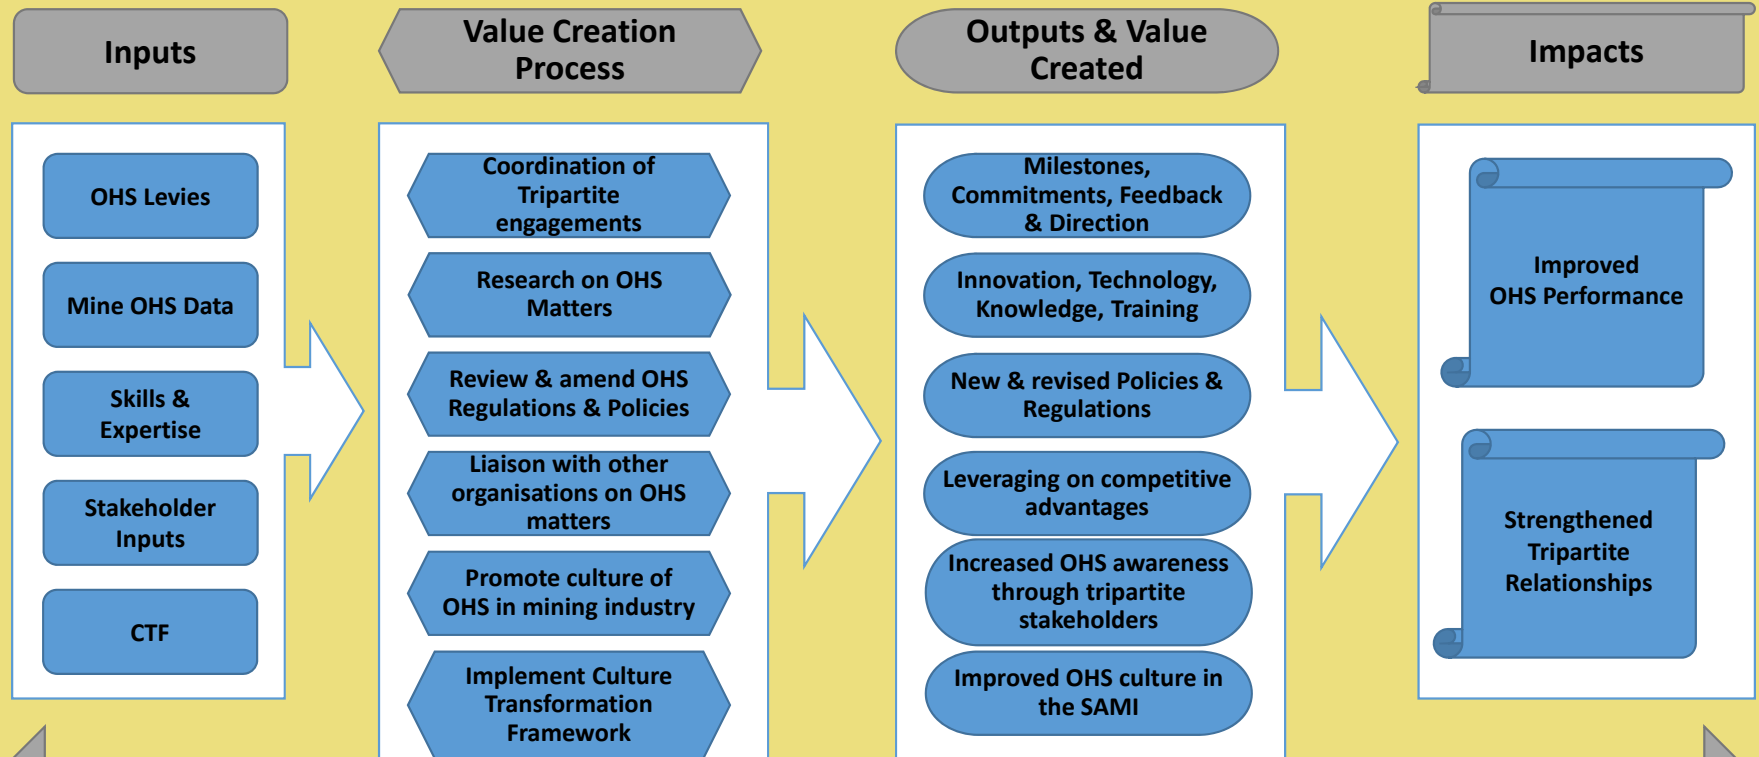 Inputs
Value Creation
Process
Outputs & Value
Created
Impacts
OHS Levies
Mine OHS Data
Skills &
Expertise
Stakeholder
Inputs
CTF
Coordination of
Tripartite
engagements
Research on OHS
Matters
Review & amend OHS
Regulations & Policies
Liaison with other
organisations on OHS
matters
Promote culture of
OHS in mining industry
Implement Culture
Transformation
Framework
Milestones,
Commitments, Feedback
& Direction
Innovation, Technology,
Knowledge, Training
New & revised Policies &
Regulations
Leveraging on competitive
advantages
Increased OHS awareness
through tripartite
stakeholders
Improved OHS culture in
the SAMI
Improved
OHS Performance
Strengthened
Tripartite
Relationships